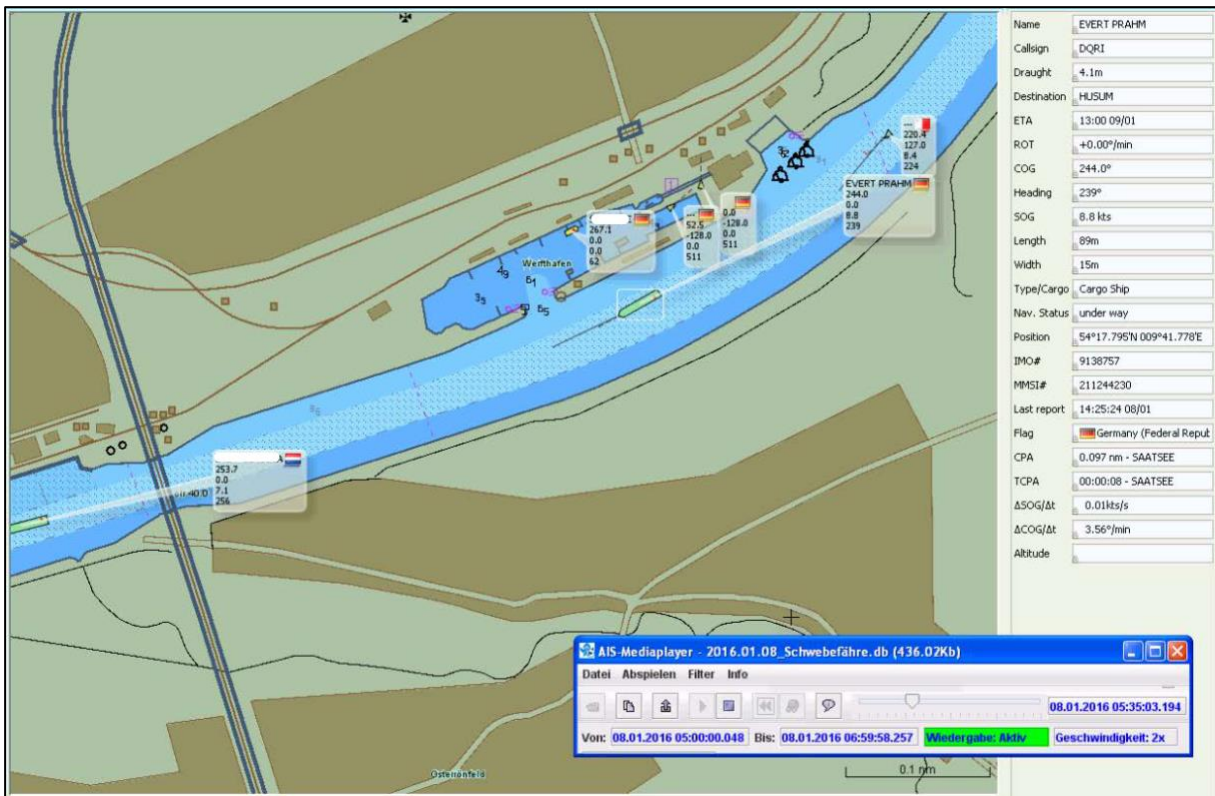 Name EVERT PRAHM
Callsign DQRI
Draught 4.1m
Destination HUSUM
ETA 13:00 09/01
ROT +0.00°/min
COG 244.0°
Heading 239°
SOG 8.8 kts
Length 89m
Width 15m
Type/Cargo Cargo Ship
Nav. Status under way
Position 54°17.795'N 009°41.778'E
IMO# 9138757
MMSI# 211244230
Last report 14:25:24 08/01
Flag Germany (Federal Reput
CPA 0.097 nm - SAATSEE
TCPA 00:00:08 - SAATSEE
ΔSOG/Δt 0.01kts/s
ΔCOG/Δt 3.56°/min
Altitude
---
220.4
127.0
8.4
224
EVERT PRAHM
244.0
0.0
8.8
239
267.1
0.0
0.0
62
---
52.5
-128.0
0.0
511
0.0
-128.0
0.0
511
Werfthafen
253.7
0.0
7.1
256
AIS-Mediaplayer - 2016.01.08_Schwebefähre.db (436.02Kb)
Datei Abspielen Filter Info
08.01.2016 05:35:03.194
Von: 08.01.2016 05:00:00.048 Bis: 08.01.2016 06:59:58.257 Wiedergabe: Aktiv Geschwindigkeit: 2x
0.1 nm